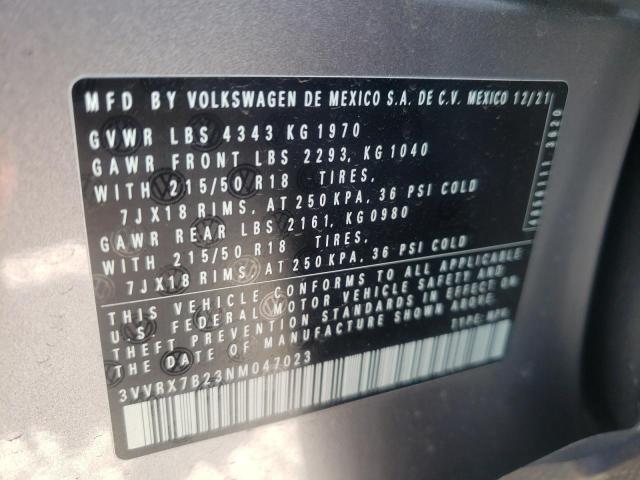 MFD BY VOLKSWAGEN DE MEXICO S.A. DE C.V. MEXICO 12/21
GVWR LBS 4343 KG 1970
GAWR FRONT LBS 2293, KG 1040
WITH 215/50 R18 TIRES,
7JX18 RIMS, AT 250 KPA, 36 PSI COLD
GAWR REAR LBS 2161, KG 0980
WITH 215/50 R18 TIRES,
7JX18 RIMS, AT 250 KPA, 36 PSI COLD
THIS VEHICLE CONFORMS TO ALL APPLICABLE
U.S. FEDERAL MOTOR VEHICLE SAFETY AND
THEFT PREVENTION STANDARDS IN EFFECT ON
THE DATE OF MANUFACTURE SHOWN ABOVE.
TYPE: MPV
3VVRX7B23NM047023